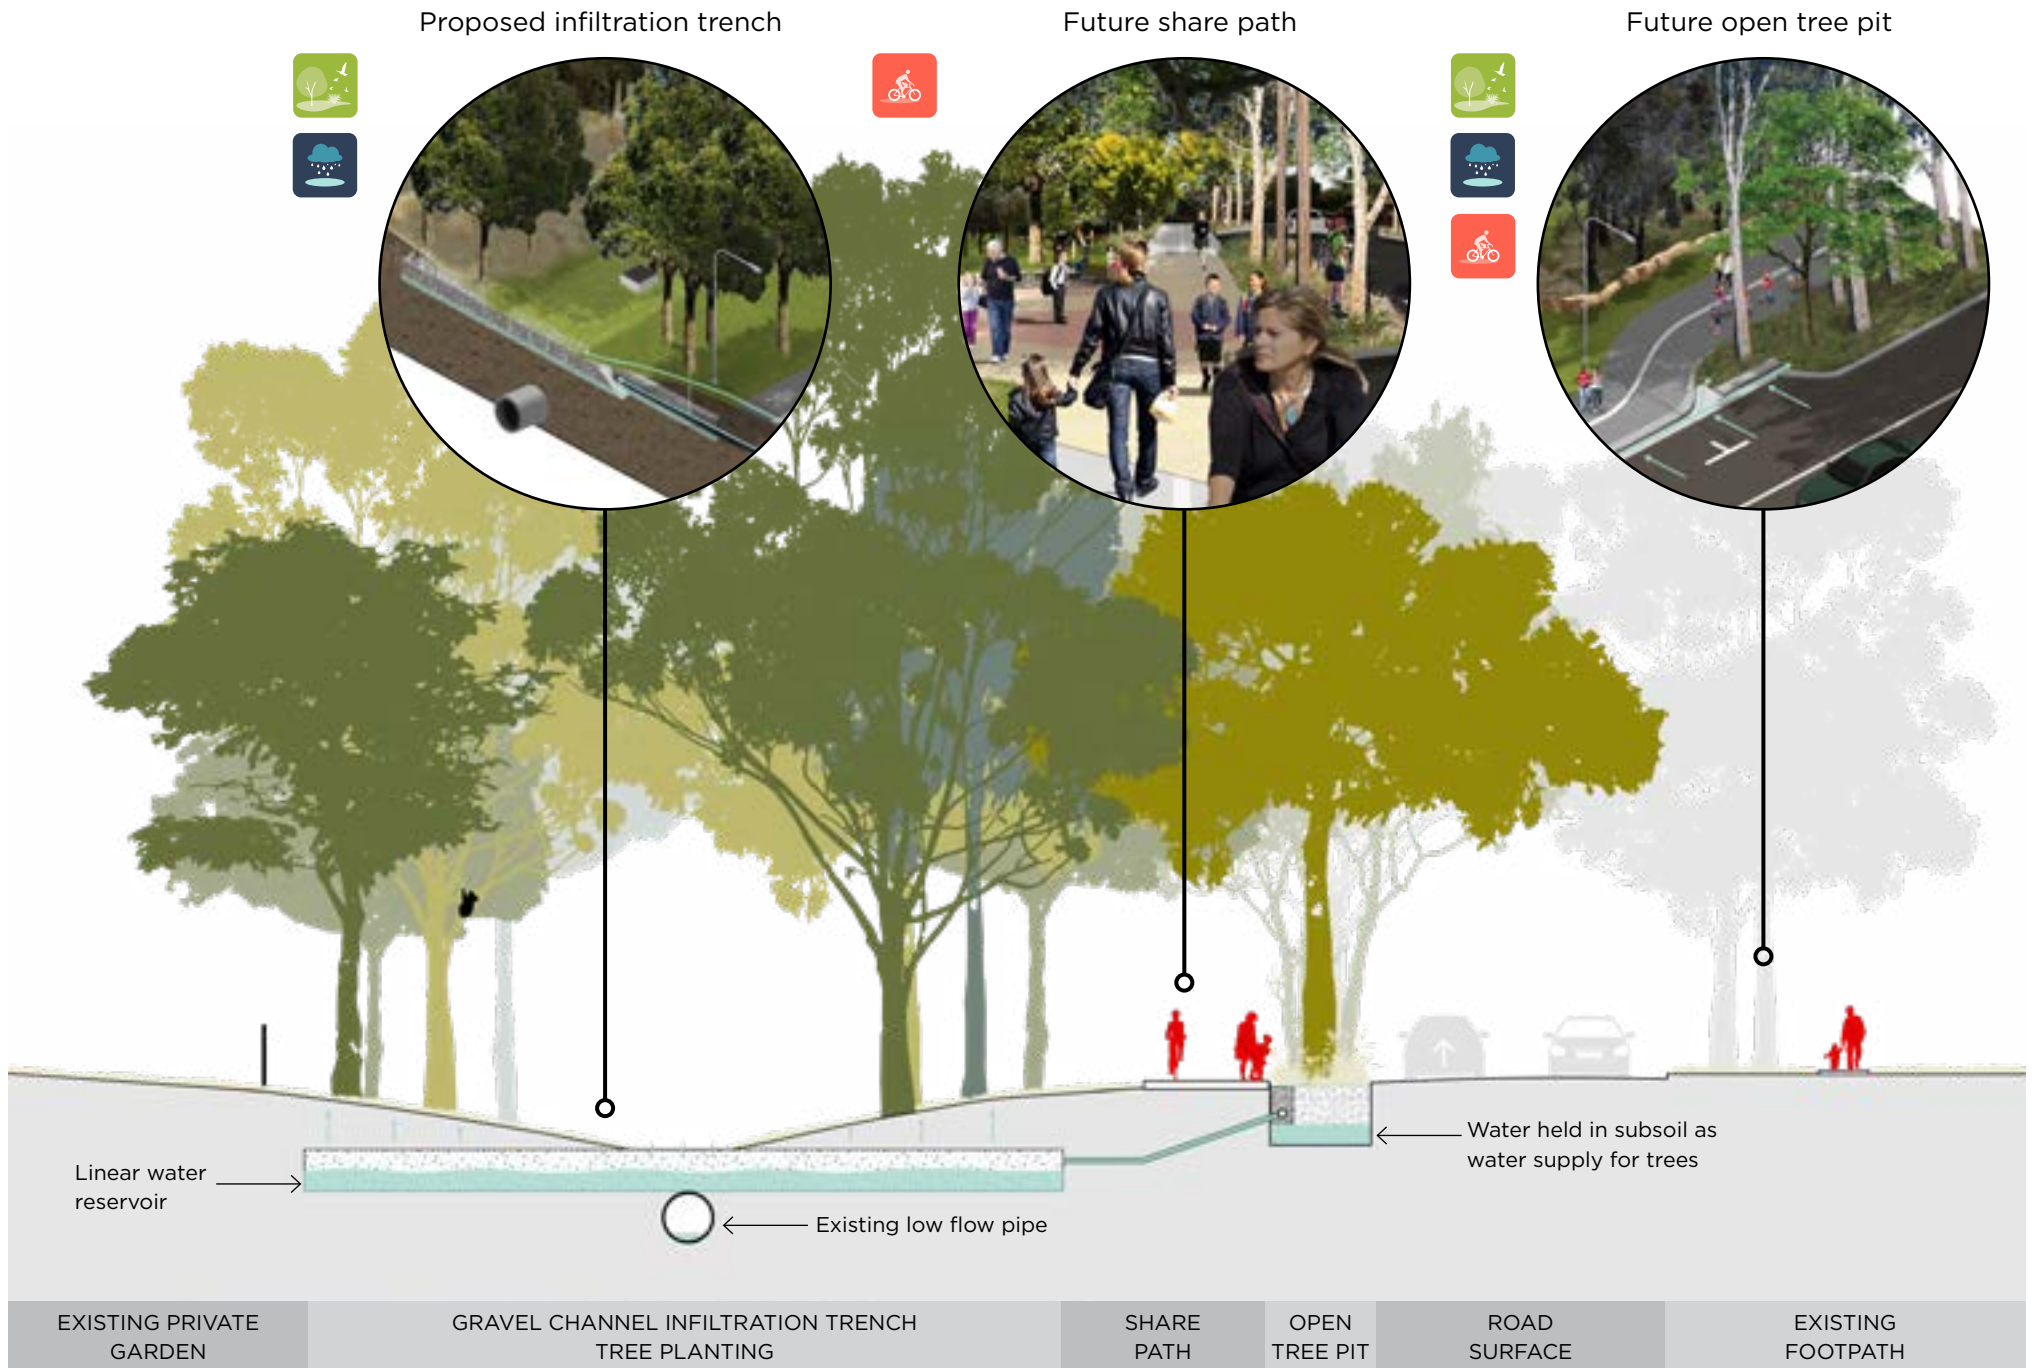 Proposed infiltration trench
Future share path
Future open tree pit
Linear water
reservoir
Existing low flow pipe
Water held in subsoil as
water supply for trees
EXISTING PRIVATE
GARDEN
GRAVEL CHANNEL INFILTRATION TRENCH
TREE PLANTING
SHARE
PATH
OPEN
TREE PIT
ROAD
SURFACE
EXISTING
FOOTPATH